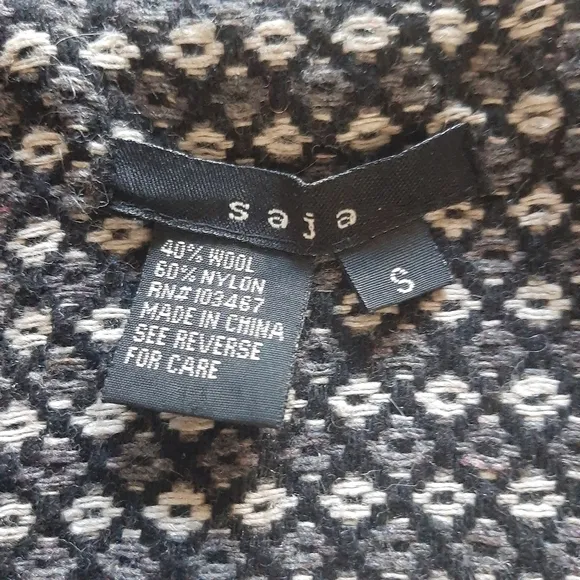 saja
S
40% WOOL
60% NYLON
RN# 103467
MADE IN CHINA
SEE REVERSE
FOR CARE